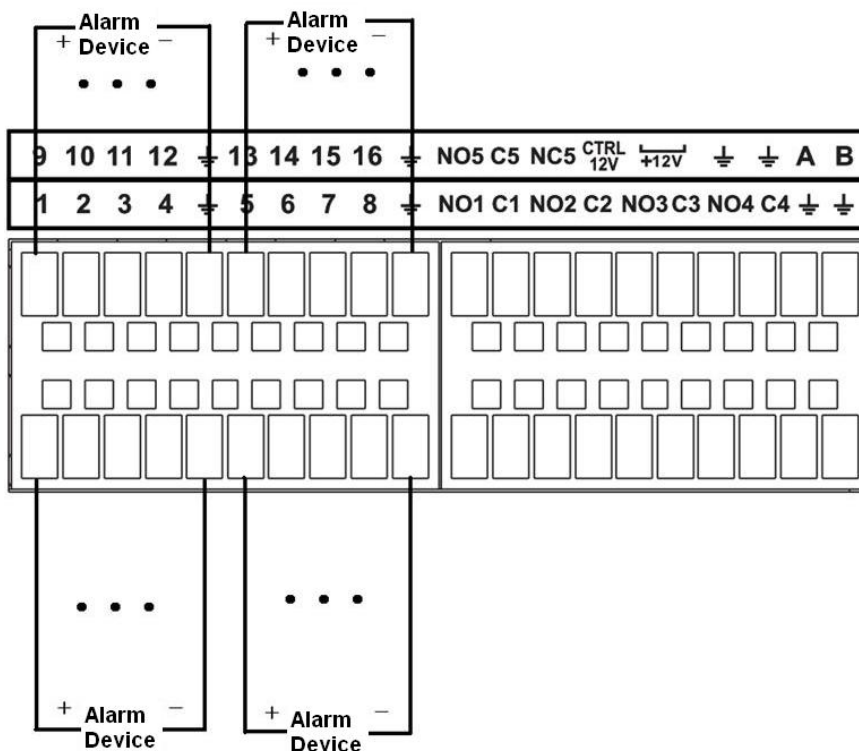 Alarm Device
+ −
Alarm Device
+ −
9 10 11 12 ⏚ 13 14 15 16 ⏚ NO5 C5 NC5 CTRL 12V +12V ⏚ ⏚ A B
1 2 3 4 ⏚ 5 6 7 8 ⏚ NO1 C1 NO2 C2 NO3 C3 NO4 C4 ⏚ ⏚
+ −
Alarm Device
+ −
Alarm Device